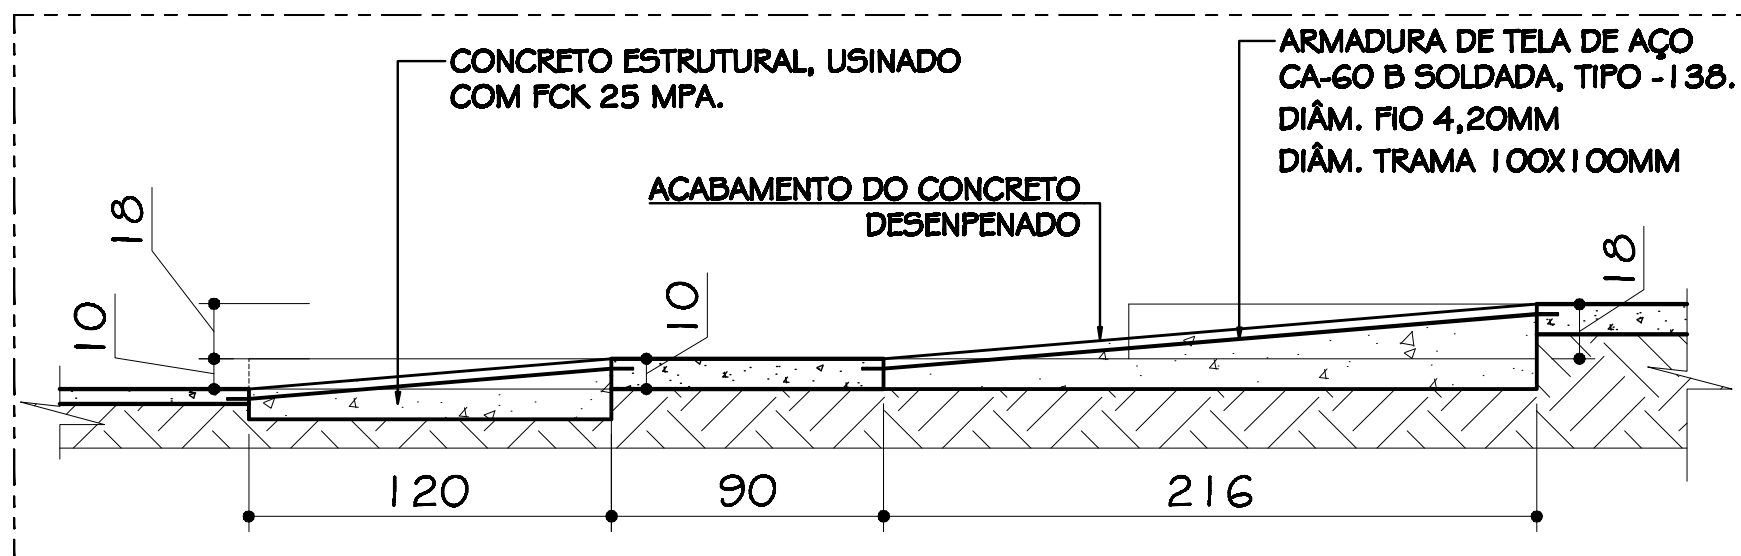 CONCRETO ESTRUTURAL, USINADO
COM FCK 25 MPA.
ARMADURA DE TELA DE AÇO
CA-60 B SOLDADA, TIPO -138.
DIÂM. FIO 4,20MM
DIÂM. TRAMA 100X100MM
ACABAMENTO DO CONCRETO
DESENPENADO
18
10
10
18
120
90
216